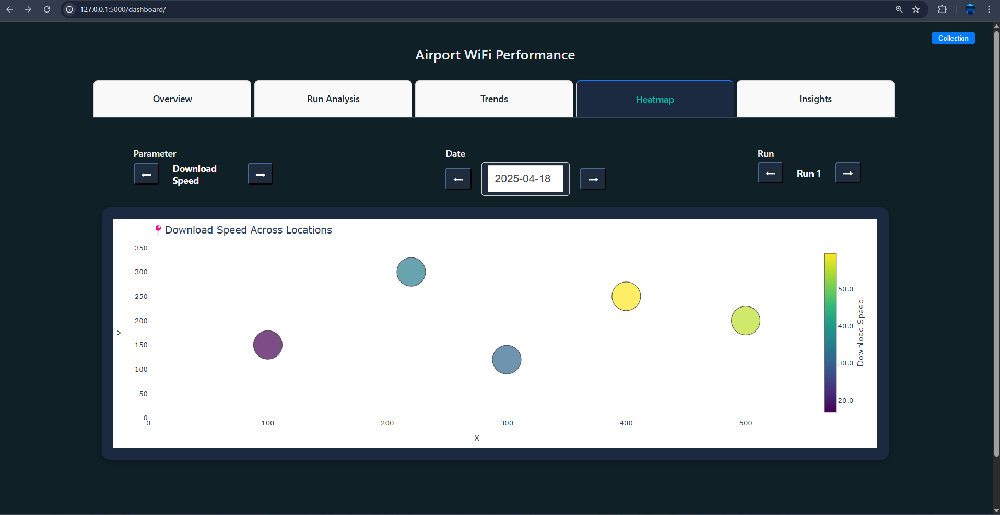 127.0.0.1:5000/dashboard/
Collection
Airport WiFi Performance
Overview
Run Analysis
Trends
Heatmap
Insights
Parameter
Download
Speed
Date
2025-04-18
Run
Run 1
Download Speed Across Locations
350
300
250
200
150
100
50
0
Y
0
100
200
300
400
500
X
50.0
40.0
30.0
20.0
Download Speed